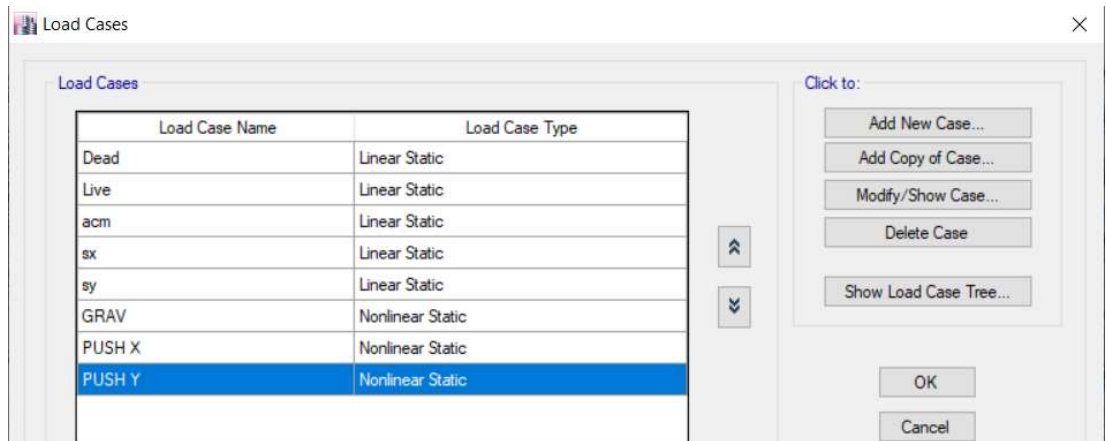 Load Cases
Load Cases
Click to:
Load Case Name Load Case Type
Dead Linear Static
Live Linear Static
acm Linear Static
sx Linear Static
sy Linear Static
GRAV Nonlinear Static
PUSH X Nonlinear Static
PUSH Y Nonlinear Static
Add New Case...
Add Copy of Case...
Modify/Show Case...
Delete Case
Show Load Case Tree...
OK
Cancel